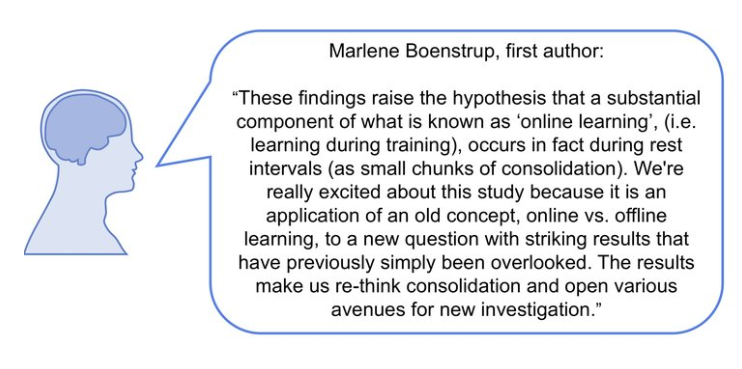 Marlene Boenstrup, first author:
“These findings raise the hypothesis that a substantial
component of what is known as ‘online learning’, (i.e.
learning during training), occurs in fact during rest
intervals (as small chunks of consolidation). We're
really excited about this study because it is an
application of an old concept, online vs. offline
learning, to a new question with striking results that
have previously simply been overlooked. The results
make us re-think consolidation and open various
avenues for new investigation.”